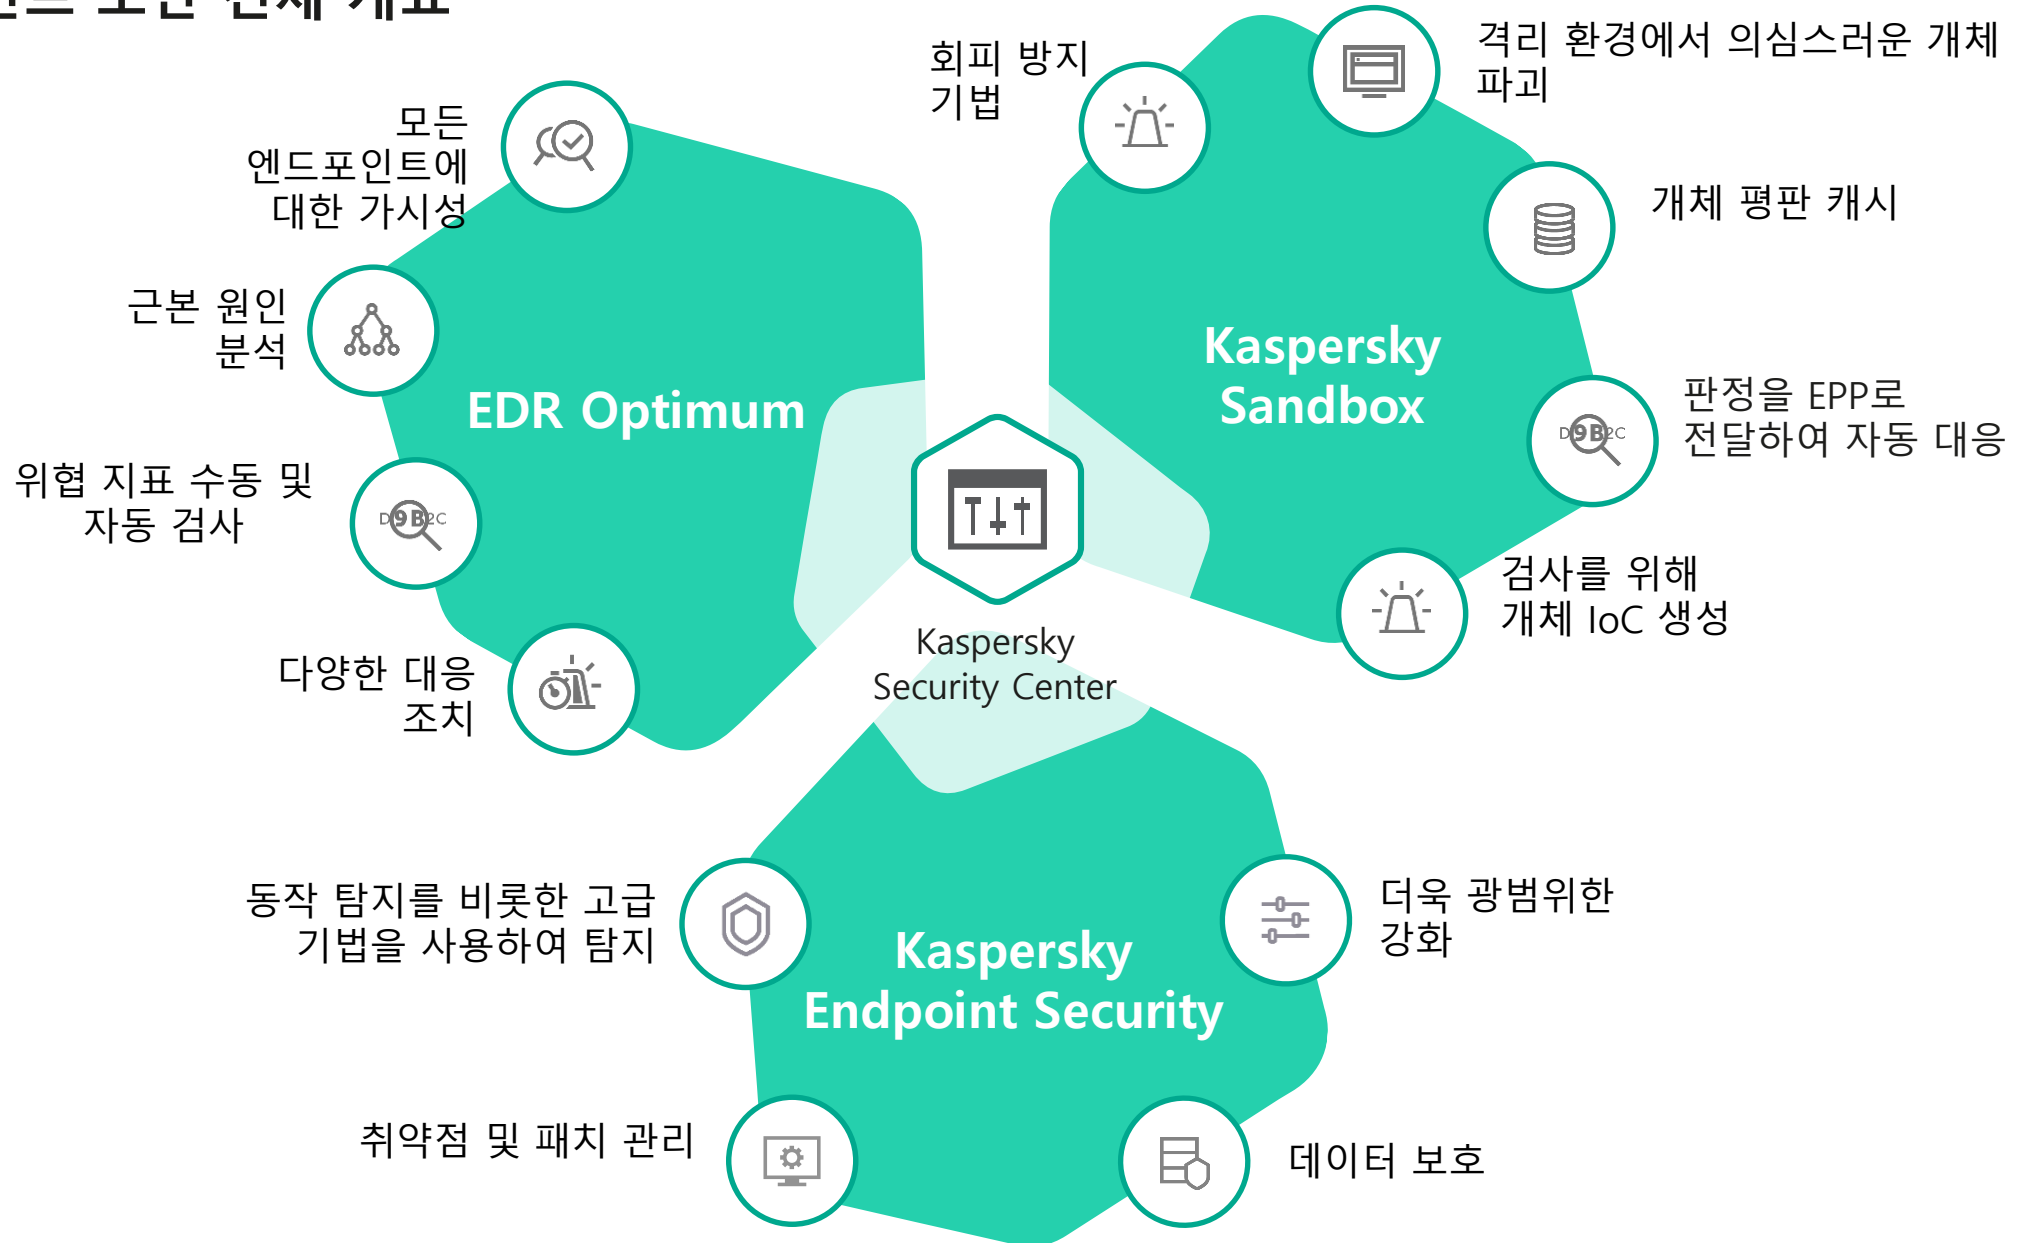 보안 전체 개요
모든
엔드포인트에
대한 가시성
근본 원인
분석
위협 지표 수동 및
자동 검사
다양한 대응
조치
EDR Optimum
회피 방지
기법
격리 환경에서 의심스러운 개체
파괴
개체 평판 캐시
판정을 EPP로
전달하여 자동 대응
검사를 위해
개체 IoC 생성
Kaspersky
Sandbox
Kaspersky
Security Center
동작 탐지를 비롯한 고급
기법을 사용하여 탐지
더욱 광범위한
강화
Kaspersky
Endpoint Security
취약점 및 패치 관리
데이터 보호